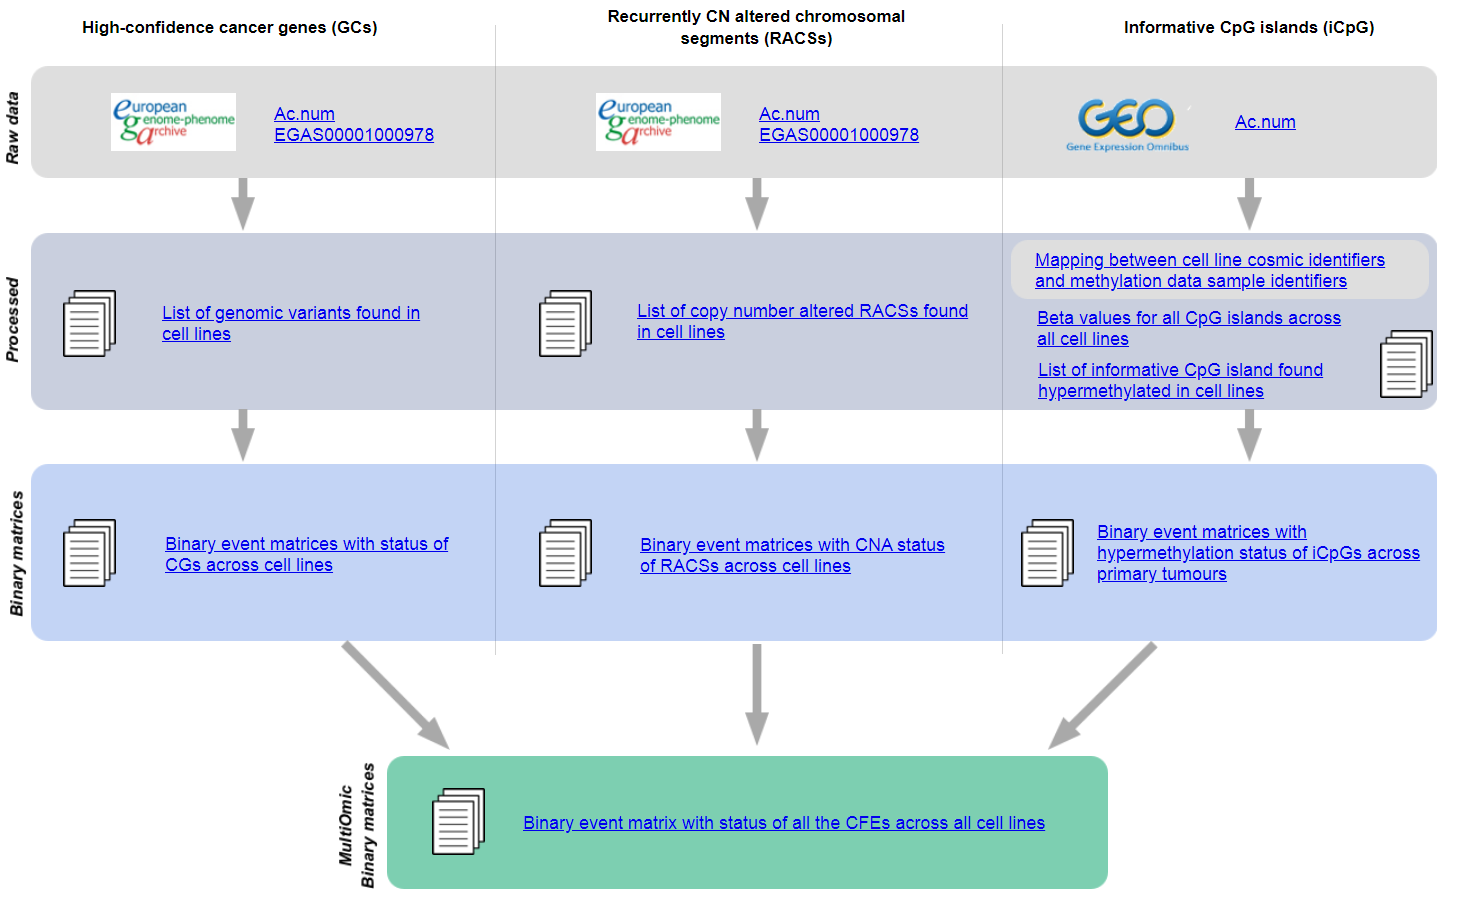 High-confidence cancer genes (GCs)
Recurrently CN altered chromosomal
segments (RACSs)
Informative CpG islands (iCpG)
Raw data
european
genome-phenome
archive
Ac.num
EGAS00001000978
european
genome-phenome
archive
Ac.num
EGAS00001000978
GEO
Gene Expression Omnibus
Ac.num
Processed
List of genomic variants found in
cell lines
List of copy number altered RACSs found
in cell lines
Mapping between cell line cosmic identifiers
and methylation data sample identifiers
Beta values for all CpG islands across
all cell lines
List of informative CpG island found
hypermethylated in cell lines
Binary matrices
Binary event matrices with status of
CGs across cell lines
Binary event matrices with CNA status
of RACSs across cell lines
Binary event matrices with
hypermethylation status of iCpGs across
primary tumours
MultiOmic
Binary matrices
Binary event matrix with status of all the CFEs across all cell lines